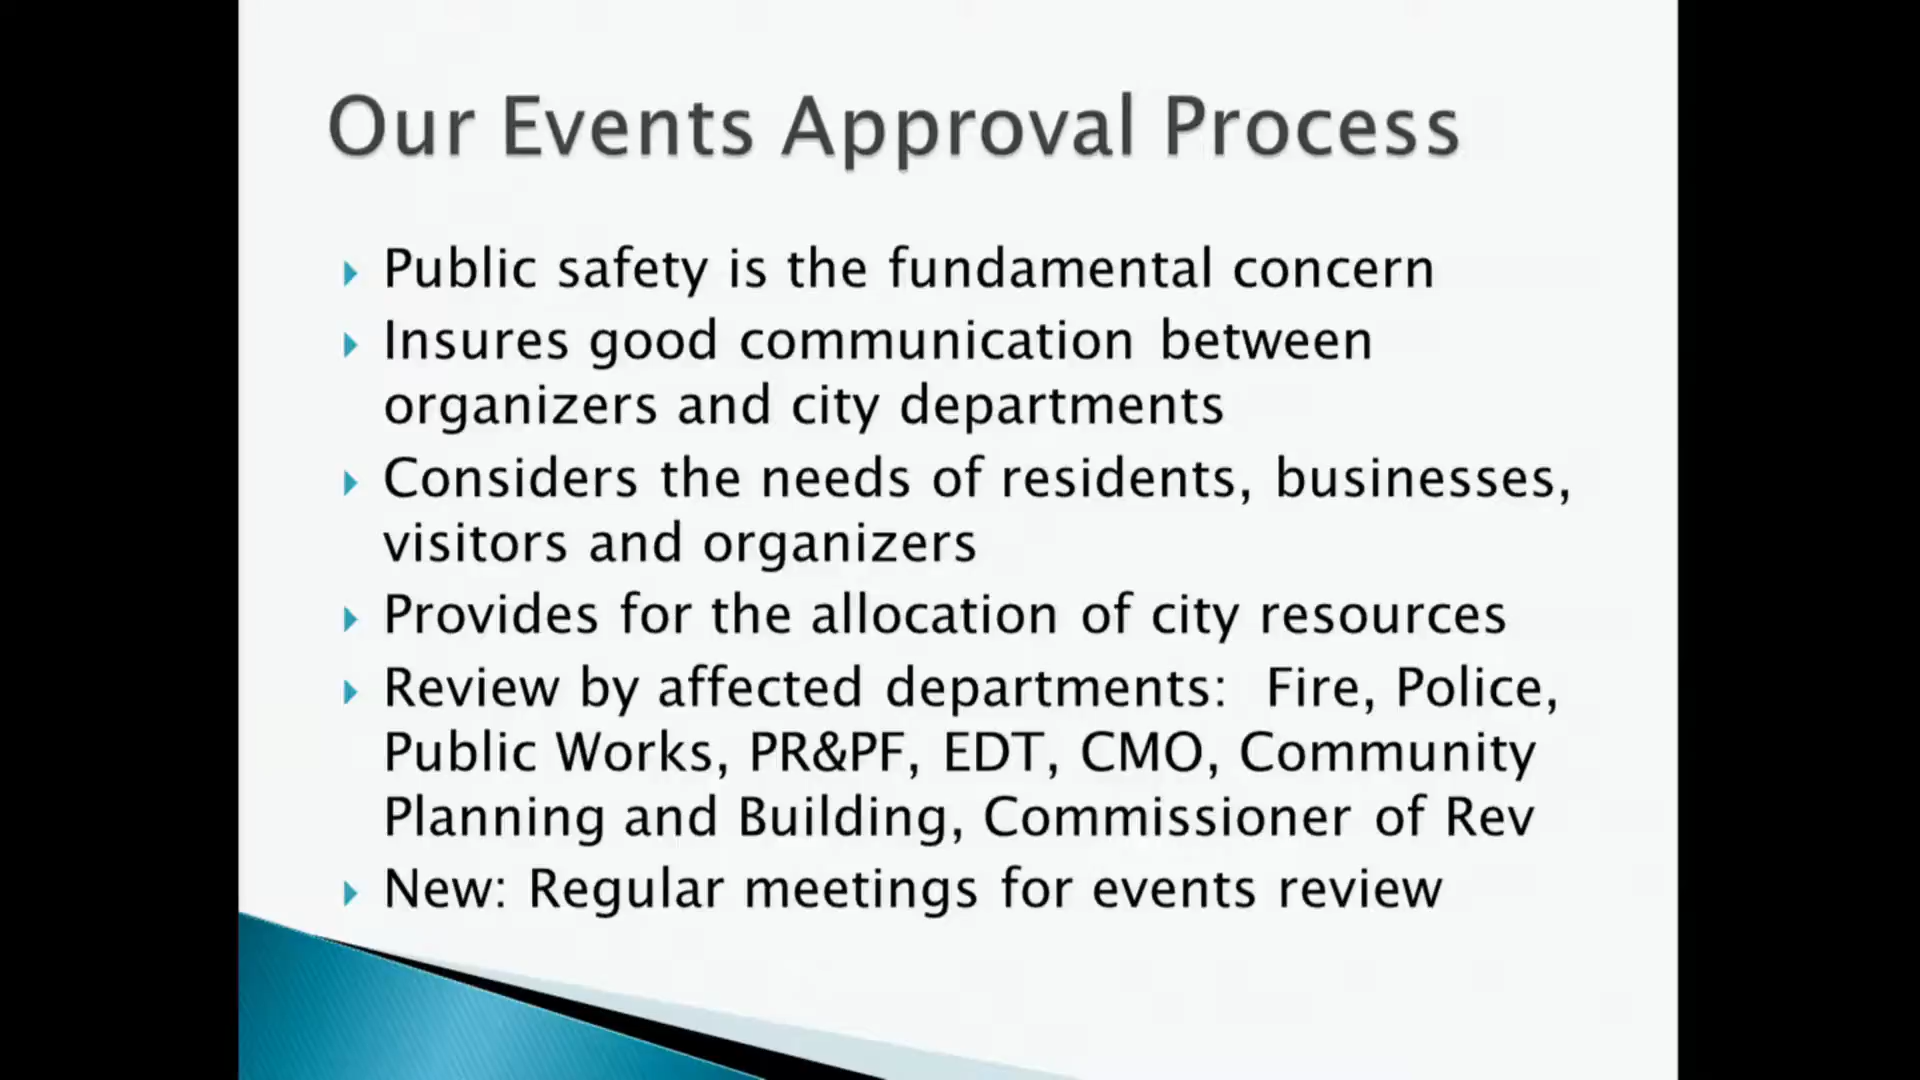 Our Events Approval Process
Public safety is the fundamental concern
Insures good communication between
organizers and city departments
Considers the needs of residents, businesses,
visitors and organizers
Provides for the allocation of city resources
Review by affected departments:  Fire, Police,
Public Works, PR&PF, EDT, CMO, Community
Planning and Building, Commissioner of Rev
New: Regular meetings for events review